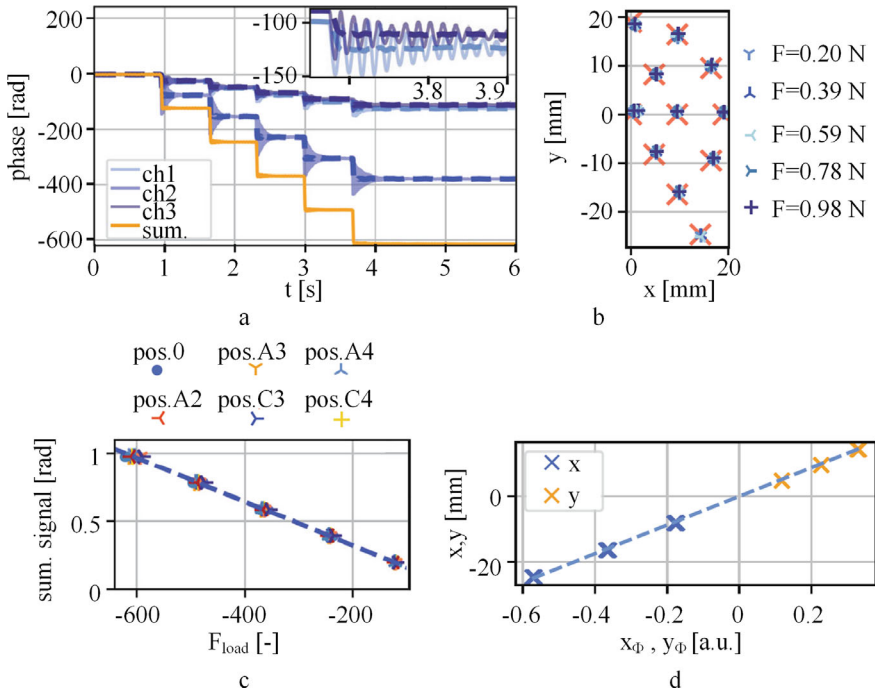 200
0
-200
-400
-600
phase [rad]
-100
-150
3.8 3.9
ch1
ch2
ch3
sum.
0 1 2 3 4 5 6
t [s]
a
20
10
0
-10
-20
y [mm]
0 20
x [mm]
b
F=0.20 N
F=0.39 N
F=0.59 N
F=0.78 N
F=0.98 N
pos.0 pos.A3 pos.A4
pos.A2 pos.C3 pos.C4
1
0.5
0
sum. signal [rad]
-600 -400 -200
Fload [-]
c
x
y
0
-20
x,y [mm]
-0.6 -0.4 -0.2 0 0.2
xΦ , yΦ [a.u.]
d